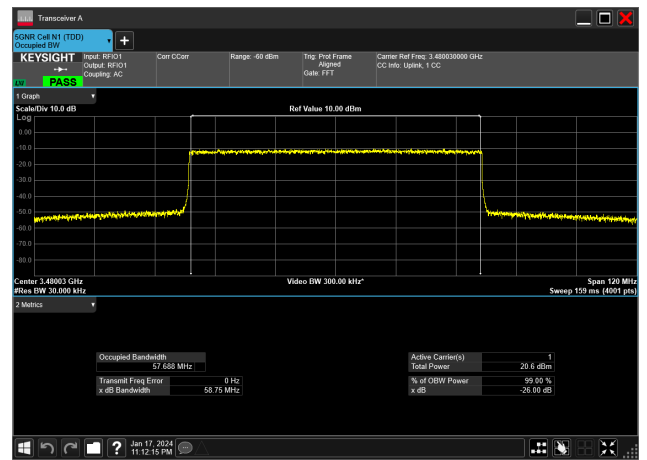 Transceiver A
5GNR Cell N1 (TDD)
Occupied BW
+
KEYSIGHT
LXI
PASS
Input: RFIO1
Output: RFIO1
Coupling: AC
Corr CCorr
Range: -60 dBm
Trig: Prot Frame
Aligned
Gate: FFT
Carrier Ref Freq: 3.480030000 GHz
CC Info: Uplink, 1 CC
1 Graph
Scale/Div 10.0 dB
Ref Value 10.00 dBm
Log
0.00
-10.0
-20.0
-30.0
-40.0
-50.0
-60.0
-70.0
-80.0
Center 3.48003 GHz
Video BW 300.00 kHz*
Span 120 MHz
#Res BW 30.000 kHz
Sweep 159 ms (4001 pts)
2 Metrics
Occupied Bandwidth
57.688 MHz
Transmit Freq Error 0 Hz
x dB Bandwidth 58.75 MHz
Active Carrier(s) 1
Total Power 20.6 dBm
% of OBW Power 99.00 %
x dB -26.00 dB
?
Jan 17, 2024
11:12:15 PM